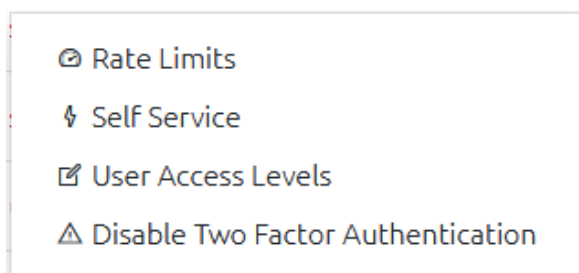 Rate Limits
Self Service
User Access Levels
Disable Two Factor Authentication